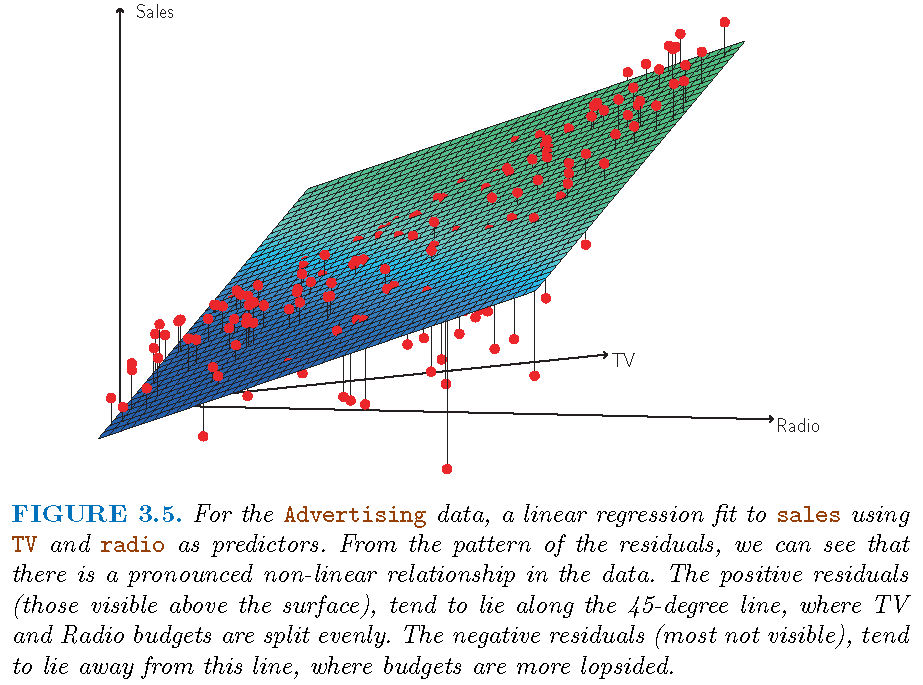 Sales
TV
Radio
FIGURE 3.5. For the Advertising data, a linear regression fit to sales using
TV and radio as predictors. From the pattern of the residuals, we can see that
there is a pronounced non-linear relationship in the data. The positive residuals
(those visible above the surface), tend to lie along the 45-degree line, where TV
and Radio budgets are split evenly. The negative residuals (most not visible), tend
to lie away from this line, where budgets are more lopsided.